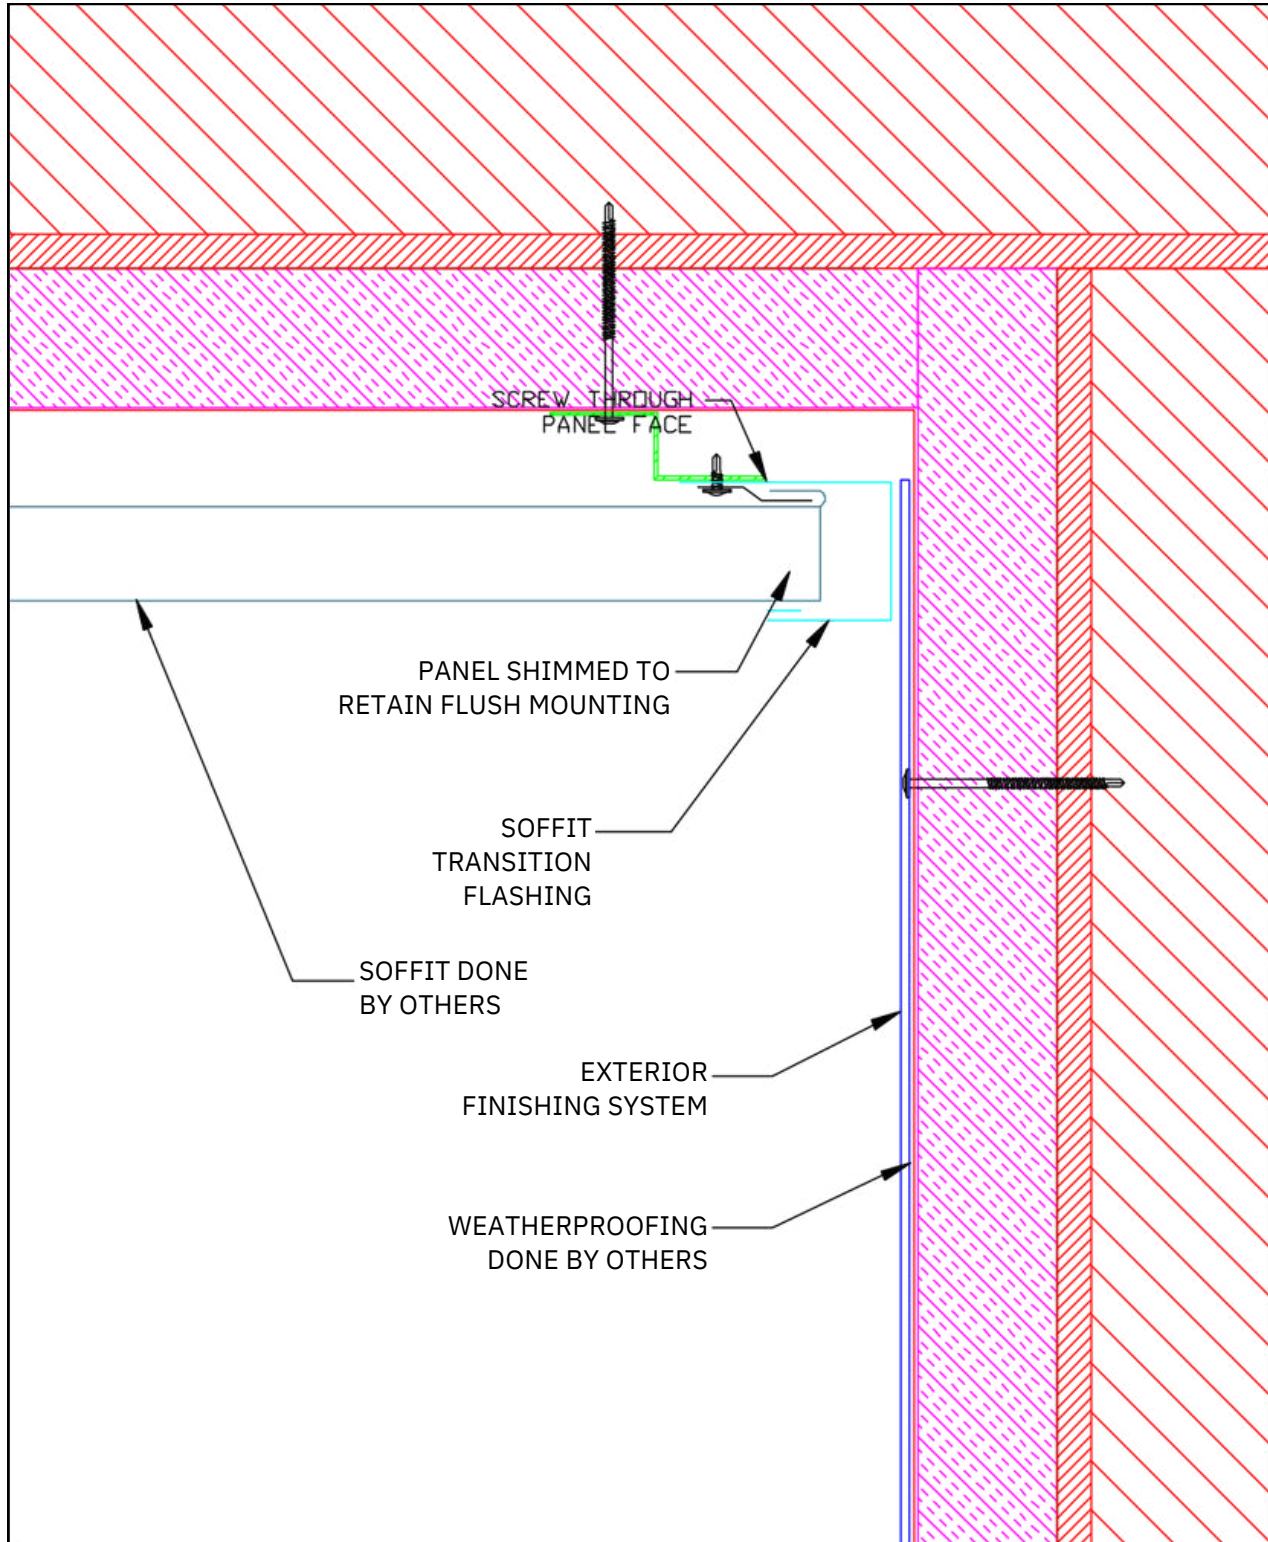 SCREW THROUGH
PANEL FACE
PANEL SHIMMED TO
RETAIN FLUSH MOUNTING
SOFFIT
TRANSITION
FLASHING
SOFFIT DONE
BY OTHERS
EXTERIOR
FINISHING SYSTEM
WEATHERPROOFING
DONE BY OTHERS